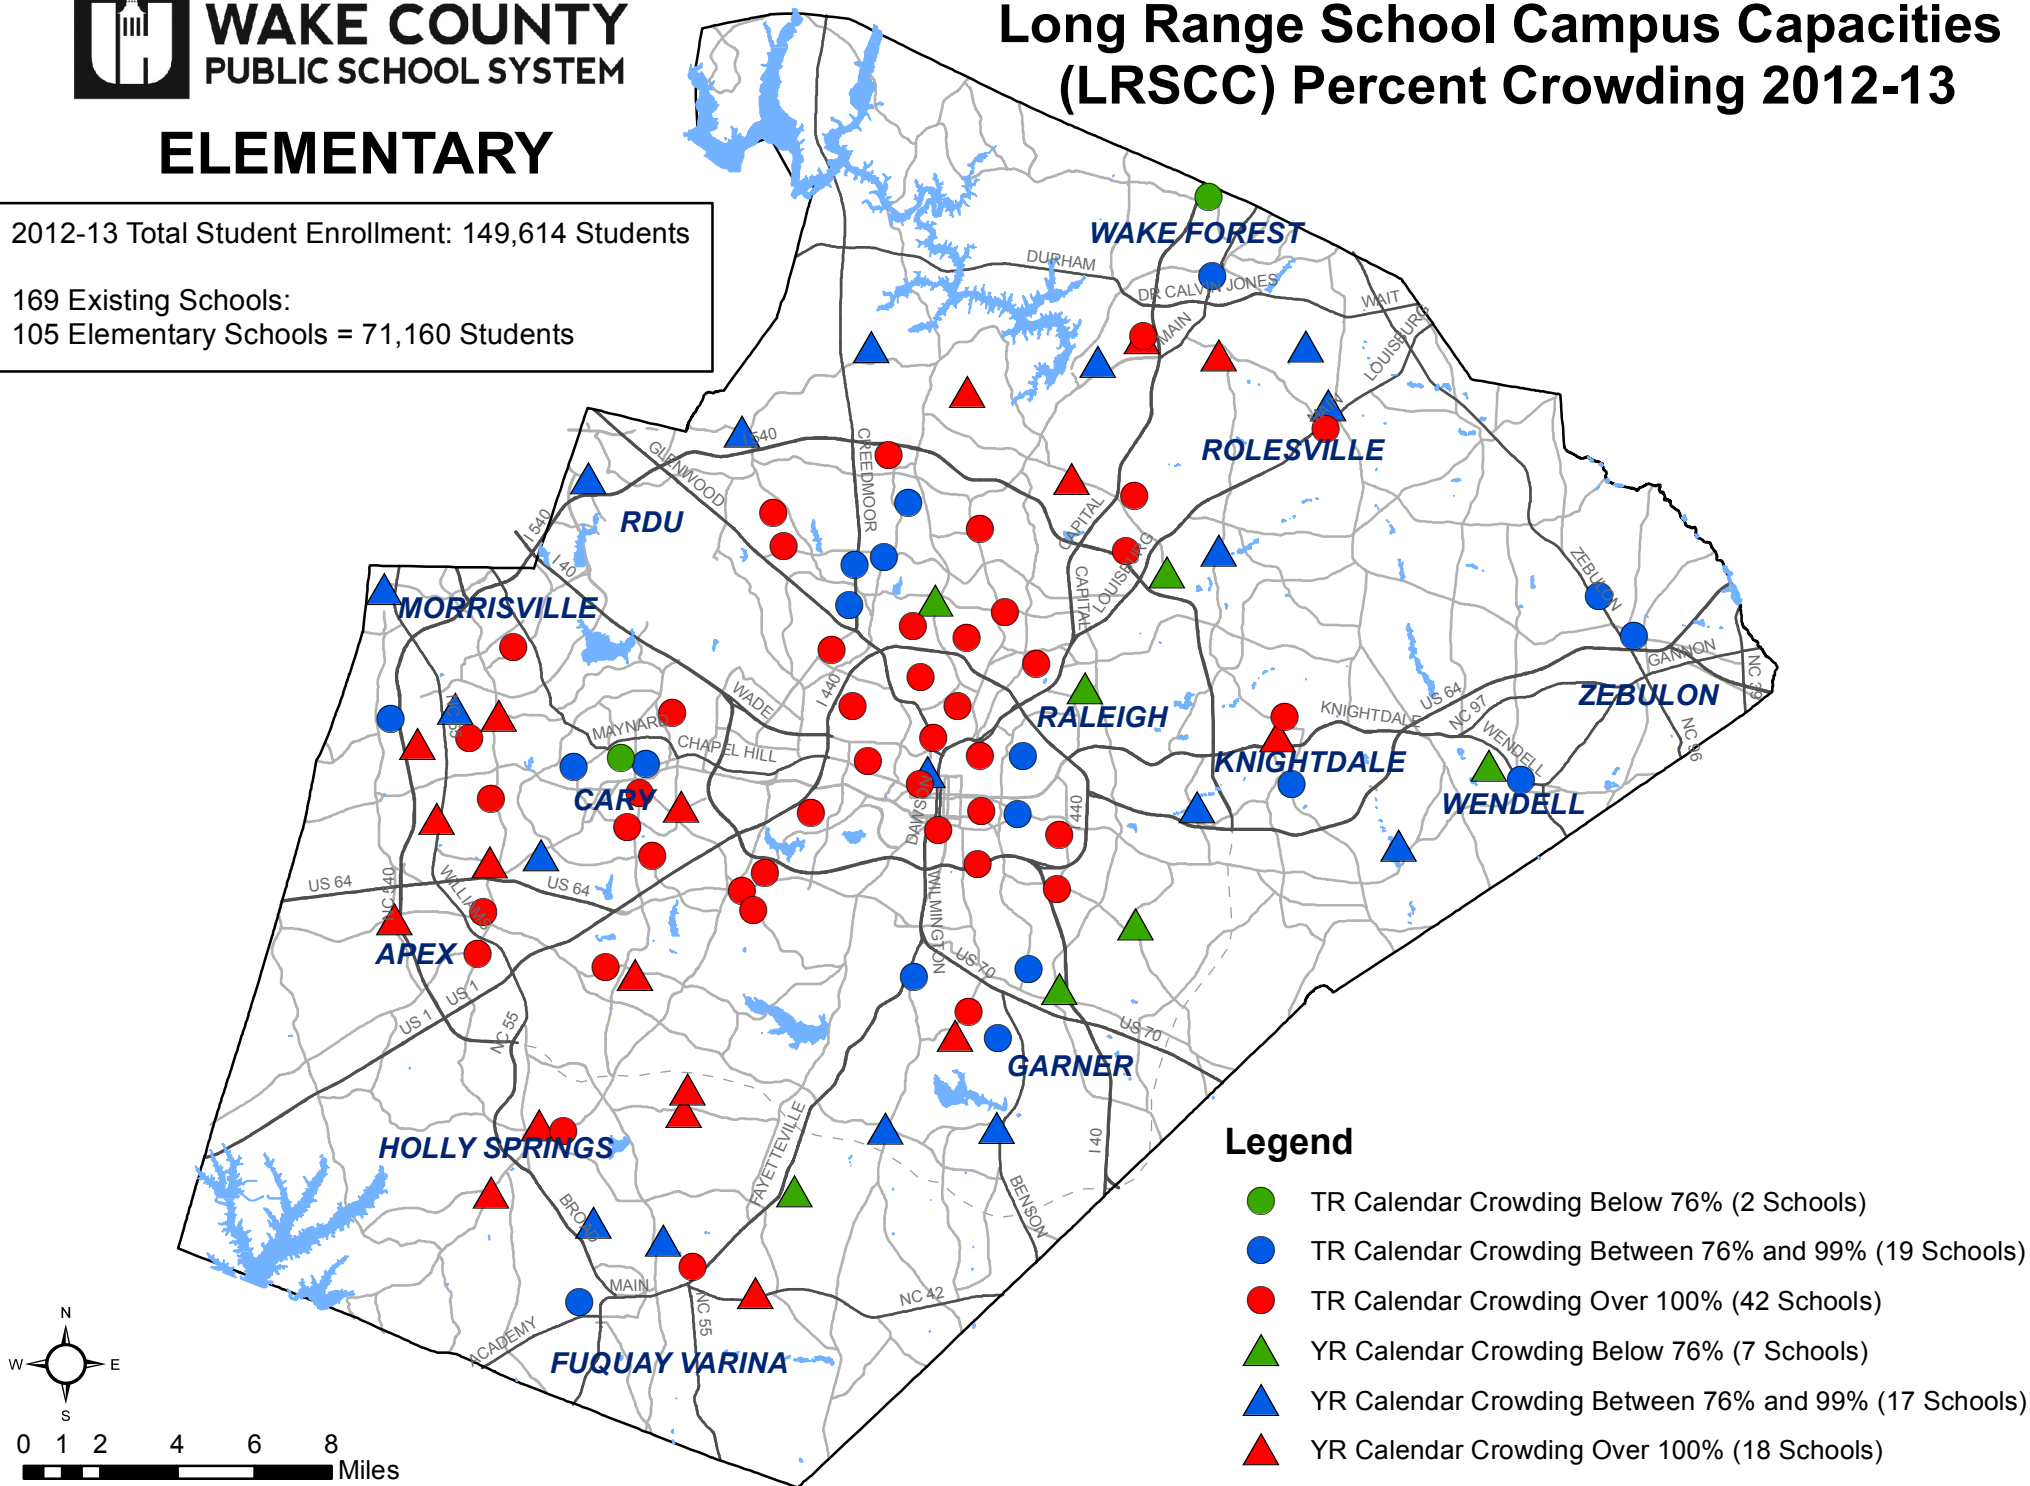 WAKE COUNTY
PUBLIC SCHOOL SYSTEM
Long Range School Campus Capacities
(LRSCC) Percent Crowding 2012-13
ELEMENTARY
2012-13 Total Student Enrollment: 149,614 Students
169 Existing Schools:
105 Elementary Schools = 71,160 Students
WAKE FOREST
DURHAM
DR CALVIN JONES
WAIT
MAIN
LOUISBURG
MAIN
ROLESVILLE
I 540
GLENWOOD
CREEDMOOR
RDU
I 540
I 40
CAPITAL
LOUISBURG
CAPITAL
ZEBULON
MORRISVILLE
GANNON
NC 39
ZEBULON
NC 96
WADE
I 440
RALEIGH
KNIGHTDALE
US 64
NC 97
WENDELL
NC 55
MAYNARD
CHAPEL HILL
KNIGHTDALE
CARY
WENDELL
DAWSON
I 440
US 64
NC 540
WILLIAMS
US 64
WILMINGTON
APEX
US 70
US 1
US 1
NC 55
US 70
GARNER
HOLLY SPRINGS
FAYETTEVILLE
I 40
BROAD
BENSON
MAIN
NC 42
NC 55
ACADEMY
FUQUAY VARINA
Legend
TR Calendar Crowding Below 76% (2 Schools)
TR Calendar Crowding Between 76% and 99% (19 Schools)
TR Calendar Crowding Over 100% (42 Schools)
YR Calendar Crowding Below 76% (7 Schools)
YR Calendar Crowding Between 76% and 99% (17 Schools)
YR Calendar Crowding Over 100% (18 Schools)
N
W E
S
0 1 2 4 6 8
Miles